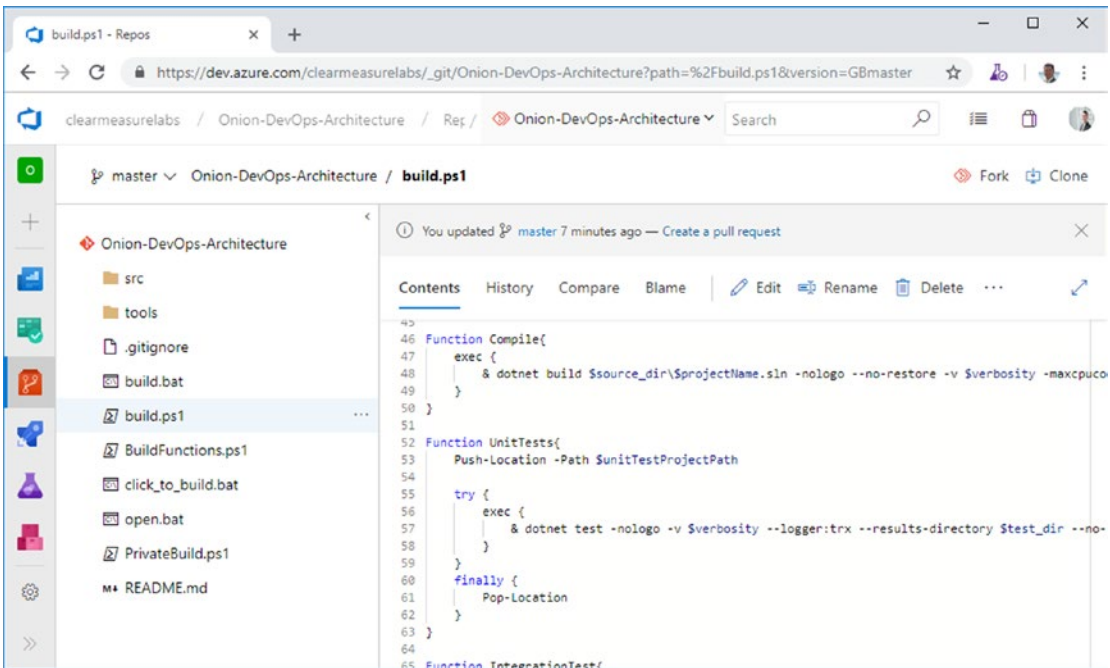 build.ps1 - Repos
https://dev.azure.com/clearmeasurelabs/_git/Onion-DevOps-Architecture?path=%2Fbuild.ps1&version=GBmaster
clearmeasurelabs / Onion-DevOps-Architecture / Rep / Onion-DevOps-Architecture Search
O
master Onion-DevOps-Architecture / build.ps1 Fork Clone
Onion-DevOps-Architecture
src
tools
.gitignore
build.bat
build.ps1 ...
BuildFunctions.ps1
click_to_build.bat
open.bat
PrivateBuild.ps1
M↓ README.md
You updated master 7 minutes ago — Create a pull request
Contents History Compare Blame Edit Rename Delete ...
45
46 Function Compile{
47 exec {
48 & dotnet build $source_dir\$projectName.sln -nologo --no-restore -v $verbosity -maxcpuco
49 }
50 }
51
52 Function UnitTests{
53 Push-Location -Path $unitTestProjectPath
54
55 try {
56 exec {
57 & dotnet test -nologo -v $verbosity --logger:trx --results-directory $test_dir --no-
58 }
59 }
60 finally {
61 Pop-Location
62 }
63 }
64
65 Function IntegrationTest{